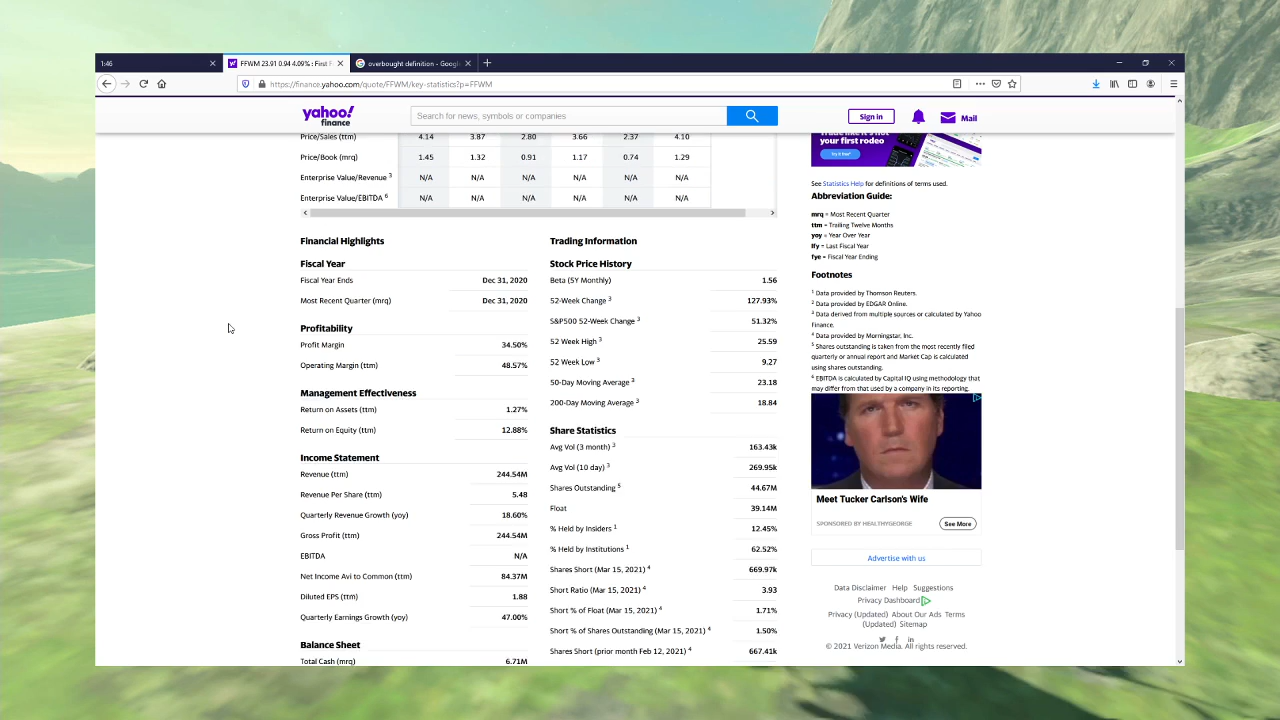 1:46
FFWM 23.91 0.94 4.09% : First F
overbought definition - Googl
https://finance.yahoo.com/quote/FFWM/key-statistics?p=FFWM
yahoo!
finance
Search for news, symbols or companies
Sign in
Mail
Price/Sales (ttm) 4.14 3.87 2.80 3.66 2.37 4.10
Price/Book (mrq) 1.45 1.32 0.91 1.17 0.74 1.29
Enterprise Value/Revenue 3 N/A N/A N/A N/A N/A N/A
Enterprise Value/EBITDA 6 N/A N/A N/A N/A N/A N/A
Financial Highlights
Fiscal Year
Fiscal Year Ends Dec 31, 2020
Most Recent Quarter (mrq) Dec 31, 2020
Profitability
Profit Margin 34.50%
Operating Margin (ttm) 48.57%
Management Effectiveness
Return on Assets (ttm) 1.27%
Return on Equity (ttm) 12.88%
Income Statement
Revenue (ttm) 244.54M
Revenue Per Share (ttm) 5.48
Quarterly Revenue Growth (yoy) 18.60%
Gross Profit (ttm) 244.54M
EBITDA N/A
Net Income Avi to Common (ttm) 84.37M
Diluted EPS (ttm) 1.88
Quarterly Earnings Growth (yoy) 47.00%
Balance Sheet
Total Cash (mrq) 6.71M
Trading Information
Stock Price History
Beta (5Y Monthly) 1.56
52-Week Change 3 127.93%
S&P500 52-Week Change 3 51.32%
52 Week High 3 25.59
52 Week Low 3 9.27
50-Day Moving Average 3 23.18
200-Day Moving Average 3 18.84
Share Statistics
Avg Vol (3 month) 3 163.43k
Avg Vol (10 day) 3 269.95k
Shares Outstanding 5 44.67M
Float 39.14M
% Held by Insiders 1 12.45%
% Held by Institutions 1 62.52%
Shares Short (Mar 15, 2021) 4 669.97k
Short Ratio (Mar 15, 2021) 4 3.93
Short % of Float (Mar 15, 2021) 4 1.71%
Short % of Shares Outstanding (Mar 15, 2021) 4 1.50%
Shares Short (prior month Feb 12, 2021) 4 667.41k
your first rodeo
Try it free
See Statistics Help for definitions of terms used.
Abbreviation Guide:
mrq = Most Recent Quarter
ttm = Trailing Twelve Months
yoy = Year Over Year
lfy = Last Fiscal Year
fye = Fiscal Year Ending
Footnotes
1 Data provided by Thomson Reuters.
2 Data provided by EDGAR Online.
3 Data derived from multiple sources or calculated by Yahoo
Finance.
4 Data provided by Morningstar, Inc.
5 Shares outstanding is taken from the most recently filed
quarterly or annual report and Market Cap is calculated
using shares outstanding.
6 EBITDA is calculated by Capital IQ using methodology that
may differ from that used by a company in its reporting.
Meet Tucker Carlson's Wife
SPONSORED BY HEALTHYGEORGE
See More
Advertise with us
Data Disclaimer Help Suggestions
Privacy Dashboard
Privacy (Updated) About Our Ads Terms
(Updated) Sitemap
© 2021 Verizon Media. All rights reserved.